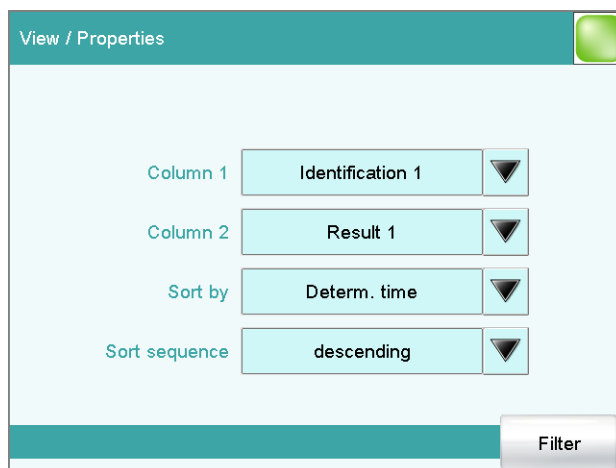 View / Properties
Column 1 Identification 1
Column 2 Result 1
Sort by Determ. time
Sort sequence descending
Filter